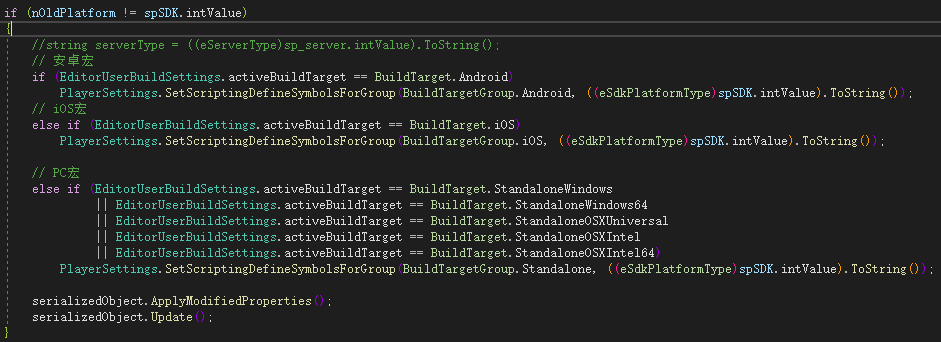 if (nOldPlatform != spSDK.intValue)
{
//string serverType = ((eServerType)sp_server.intValue).ToString();
// 安卓宏
if (EditorUserBuildSettings.activeBuildTarget == BuildTarget.Android)
PlayerSettings.SetScriptingDefineSymbolsForGroup(BuildTargetGroup.Android, ((eSdkPlatformType)spSDK.intValue).ToString());
// iOS宏
else if (EditorUserBuildSettings.activeBuildTarget == BuildTarget.iOS)
PlayerSettings.SetScriptingDefineSymbolsForGroup(BuildTargetGroup.iOS, ((eSdkPlatformType)spSDK.intValue).ToString());
// PC宏
else if (EditorUserBuildSettings.activeBuildTarget == BuildTarget.StandaloneWindows
|| EditorUserBuildSettings.activeBuildTarget == BuildTarget.StandaloneWindows64
|| EditorUserBuildSettings.activeBuildTarget == BuildTarget.StandaloneOSXUniversal
|| EditorUserBuildSettings.activeBuildTarget == BuildTarget.StandaloneOSXIntel
|| EditorUserBuildSettings.activeBuildTarget == BuildTarget.StandaloneOSXIntel64)
PlayerSettings.SetScriptingDefineSymbolsForGroup(BuildTargetGroup.Standalone, ((eSdkPlatformType)spSDK.intValue).ToString());
serializedObject.ApplyModifiedProperties();
serializedObject.Update();
}